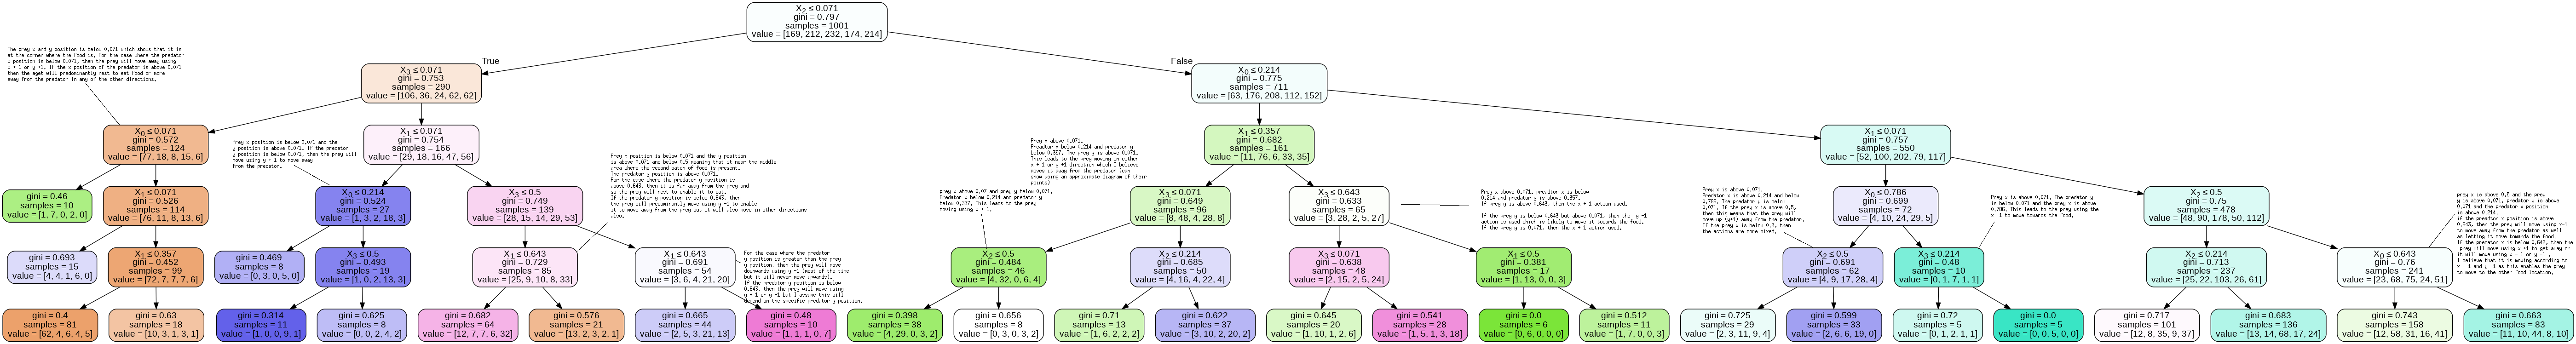 X2 ≤ 0.071
gini = 0.797
samples = 1001
value = [169, 212, 232, 174, 214]
True
False
X3 ≤ 0.071
gini = 0.753
samples = 290
value = [106, 36, 24, 62, 62]
X0 ≤ 0.214
gini = 0.775
samples = 711
value = [63, 176, 208, 112, 152]
The prey x and y position is below 0.071 which shows that it is
at the corner where the food is. For the case where the predator
x position is below 0.071, then the prey will move away using
x + 1 or y +1. If the x position of the predator is above 0.071
then the aget will predominantly rest to eat food or more
away from the predator in any of the other directions.
X0 ≤ 0.071
gini = 0.572
samples = 124
value = [77, 18, 8, 15, 6]
X1 ≤ 0.071
gini = 0.754
samples = 166
value = [29, 18, 16, 47, 56]
X1 ≤ 0.357
gini = 0.682
samples = 161
value = [11, 76, 6, 33, 35]
X1 ≤ 0.071
gini = 0.757
samples = 550
value = [52, 100, 202, 79, 117]
Prey x position is below 0.071 and the
y position is above 0.071. If the predator
y position is below 0.071, then the prey will
move using y + 1 to move away
from the predator.
Prey x position is below 0.071 and the y position
is above 0.071 and below 0.5 meaning that it near the middle
area where the second batch of food is present.
The predator y position is above 0.071.
For the case where the predator y position is
above 0.643, then it is far away from the prey and
so the prey will rest to enable it to eat.
If the predator y position is below 0.643, then
the prey will predominantly move using y -1 to enable
it to move away from the prey but it will also move in other directions
also.
Prey x above 0.071.
Preadtor x below 0.214 and predator y
below 0.357. The prey y is above 0.071.
This leads to the prey moving in either
x + 1 or y +1 direction which I believe
moves it away from the predator (can
show using an approximate diagram of their
points)
gini = 0.46
samples = 10
value = [1, 7, 0, 2, 0]
X1 ≤ 0.071
gini = 0.526
samples = 114
value = [76, 11, 8, 13, 6]
X0 ≤ 0.214
gini = 0.524
samples = 27
value = [1, 3, 2, 18, 3]
X3 ≤ 0.5
gini = 0.749
samples = 139
value = [28, 15, 14, 29, 53]
prey x above 0.07 and prey y below 0.071.
Predator x below 0.214 and predator y
below 0.357. This leads to the prey
moving using x + 1.
X3 ≤ 0.071
gini = 0.649
samples = 96
value = [8, 48, 4, 28, 8]
X3 ≤ 0.643
gini = 0.633
samples = 65
value = [3, 28, 2, 5, 27]
Prey x above 0.071, preadtor x is below
0.214 and predator y is above 0.357.
If prey y is above 0.643, then the x + 1 action used.
If the prey y is below 0.643 but above 0.071, then the  y -1
action is used which is likely to move it towards the food.
If the prey y is 0.071, then the x + 1 action used.
Prey x is above 0.071.
Predator x is above 0.214 and below
0.786. The predator y is below
0.071. If the prey x is above 0.5,
then this means that the prey will
move up (y+1) away from the predator.
If the prey x is below 0.5, then
the actions are more mixed.
X0 ≤ 0.786
gini = 0.699
samples = 72
value = [4, 10, 24, 29, 5]
Prey x is above 0.071, The predator y
is below 0.071 and the prey x is above
0.786. This leads to the prey using the
x -1 to move towards the food.
X2 ≤ 0.5
gini = 0.75
samples = 478
value = [48, 90, 178, 50, 112]
prey x is above 0.5 and the prey
y is above 0.071, predator y is above
0.071 and the predator x position
is above 0.214.
if the preadtor x position is above
0.643, then the prey will move using x-1
to move away from the predator as well
as letting it move towards the food.
If the predator x is below 0.643, then the
prey will move using x +1 to get away or
it will move using x - 1 or y -1 .
I believe that it is moving according to
x - 1 and y -1 as this enables the prey
to move to the other food location.
gini = 0.693
samples = 15
value = [4, 4, 1, 6, 0]
X1 ≤ 0.357
gini = 0.452
samples = 99
value = [72, 7, 7, 7, 6]
gini = 0.469
samples = 8
value = [0, 3, 0, 5, 0]
X3 ≤ 0.5
gini = 0.493
samples = 19
value = [1, 0, 2, 13, 3]
X1 ≤ 0.643
gini = 0.729
samples = 85
value = [25, 9, 10, 8, 33]
X1 ≤ 0.643
gini = 0.691
samples = 54
value = [3, 6, 4, 21, 20]
For the case where the predator
y position is greater than the prey
y position, then the prey will move
downwards using y -1 (most of the time
but it will never move upwards).
If the predator y position is below
0.643, then the prey will move using
y + 1 or y -1 but I assume this will
depend on the specific predator y position.
X2 ≤ 0.5
gini = 0.484
samples = 46
value = [4, 32, 0, 6, 4]
X2 ≤ 0.214
gini = 0.685
samples = 50
value = [4, 16, 4, 22, 4]
X3 ≤ 0.071
gini = 0.638
samples = 48
value = [2, 15, 2, 5, 24]
X1 ≤ 0.5
gini = 0.381
samples = 17
value = [1, 13, 0, 0, 3]
X2 ≤ 0.5
gini = 0.691
samples = 62
value = [4, 9, 17, 28, 4]
X3 ≤ 0.214
gini = 0.48
samples = 10
value = [0, 1, 7, 1, 1]
X2 ≤ 0.214
gini = 0.713
samples = 237
value = [25, 22, 103, 26, 61]
X0 ≤ 0.643
gini = 0.76
samples = 241
value = [23, 68, 75, 24, 51]
gini = 0.4
samples = 81
value = [62, 4, 6, 4, 5]
gini = 0.63
samples = 18
value = [10, 3, 1, 3, 1]
gini = 0.314
samples = 11
value = [1, 0, 0, 9, 1]
gini = 0.625
samples = 8
value = [0, 0, 2, 4, 2]
gini = 0.682
samples = 64
value = [12, 7, 7, 6, 32]
gini = 0.576
samples = 21
value = [13, 2, 3, 2, 1]
gini = 0.665
samples = 44
value = [2, 5, 3, 21, 13]
gini = 0.48
samples = 10
value = [1, 1, 1, 0, 7]
gini = 0.398
samples = 38
value = [4, 29, 0, 3, 2]
gini = 0.656
samples = 8
value = [0, 3, 0, 3, 2]
gini = 0.71
samples = 13
value = [1, 6, 2, 2, 2]
gini = 0.622
samples = 37
value = [3, 10, 2, 20, 2]
gini = 0.645
samples = 20
value = [1, 10, 1, 2, 6]
gini = 0.541
samples = 28
value = [1, 5, 1, 3, 18]
gini = 0.0
samples = 6
value = [0, 6, 0, 0, 0]
gini = 0.512
samples = 11
value = [1, 7, 0, 0, 3]
gini = 0.725
samples = 29
value = [2, 3, 11, 9, 4]
gini = 0.599
samples = 33
value = [2, 6, 6, 19, 0]
gini = 0.72
samples = 5
value = [0, 1, 2, 1, 1]
gini = 0.0
samples = 5
value = [0, 0, 5, 0, 0]
gini = 0.717
samples = 101
value = [12, 8, 35, 9, 37]
gini = 0.683
samples = 136
value = [13, 14, 68, 17, 24]
gini = 0.743
samples = 158
value = [12, 58, 31, 16, 41]
gini = 0.663
samples = 83
value = [11, 10, 44, 8, 10]